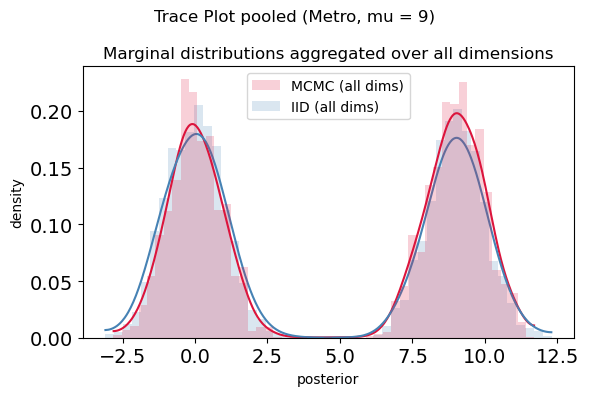 Trace Plot pooled (Metro, mu = 9)
Marginal distributions aggregated over all dimensions
MCMC (all dims)
IID (all dims)
density
0.20
0.15
0.10
0.05
0.00
−2.5 0.0 2.5 5.0 7.5 10.0 12.5
posterior